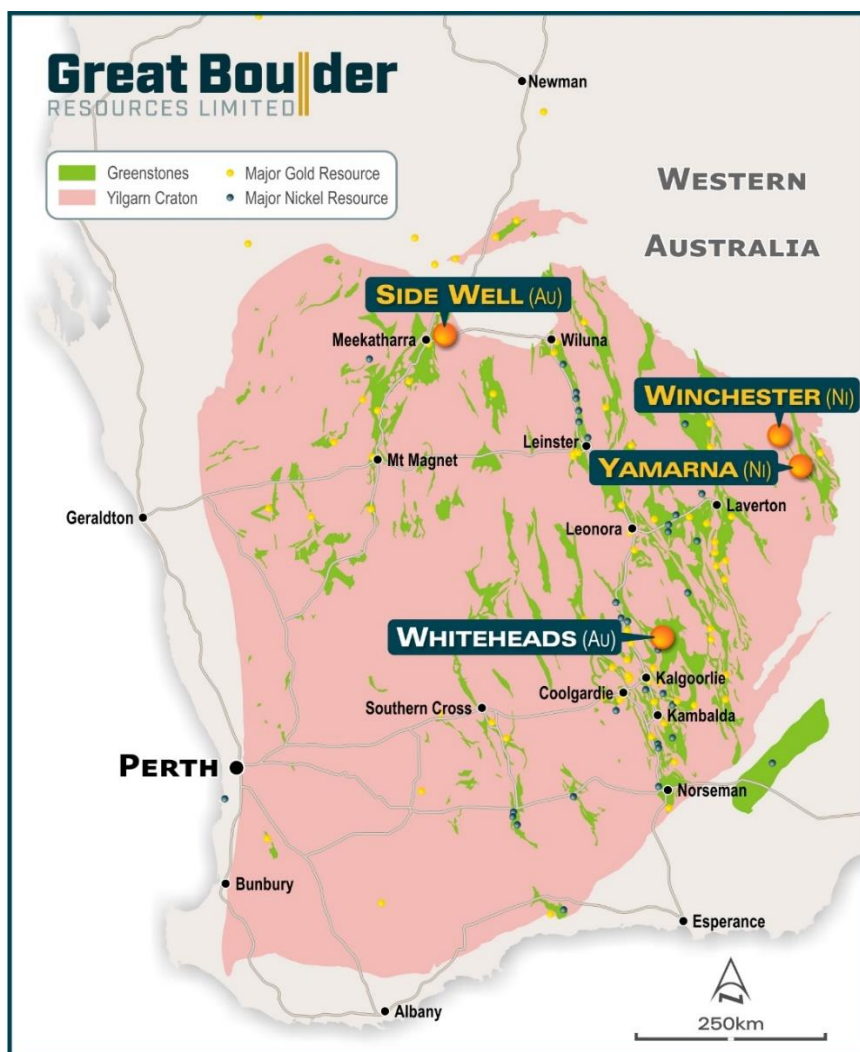 Great Boulder
RESOURCES LIMITED
Newman
Greenstones
Major Gold Resource
Yilgarn Craton
Major Nickel Resource
WESTERN
AUSTRALIA
SIDE WELL (AU)
Meekatharra
Wiluna
WINCHESTER (NI)
Leinster
Mt Magnet
YAMARNA (NI)
Laverton
Geraldton
Leonora
WHITEHEADS (AU)
Kalgoorlie
Coolgardie
Southern Cross
Kambalda
PERTH
Norseman
Bunbury
Esperance
N
Albany
250km